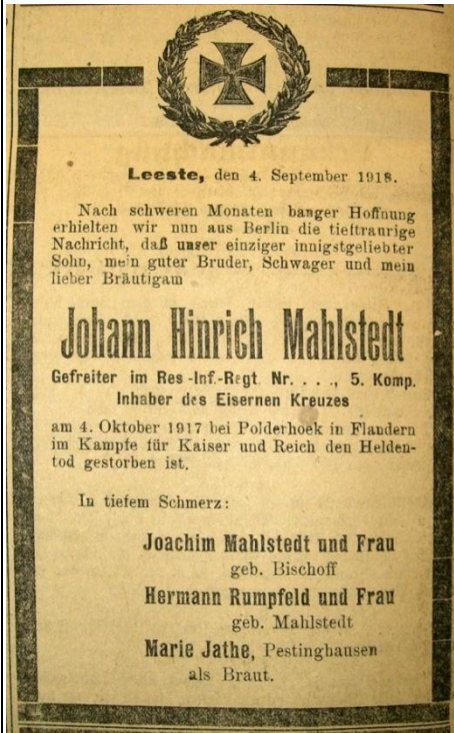 Leeste, den 4. September 1918.
Nach schweren Monaten banger Hoffnung
erhielten wir nun aus Berlin die tieftraurige
Nachricht, daß unser einziger innigstgeliebter
Sohn, mein guter Bruder, Schwager und mein
lieber Bräutigam
Johann Hinrich Mahlstedt
Gefreiter im Res.-Inf.-Regt. Nr. . . ., 5. Komp.
Inhaber des Eisernen Kreuzes
am 4. Oktober 1917 bei Polderhoek in Flandern
im Kampfe für Kaiser und Reich den Helden-
tod gestorben ist.
In tiefem Schmerz:
Joachim Mahlstedt und Frau
geb. Bischoff
Hermann Rumpfeld und Frau
geb. Mahlstedt
Marie Jathe, Pestinghausen
als Braut.